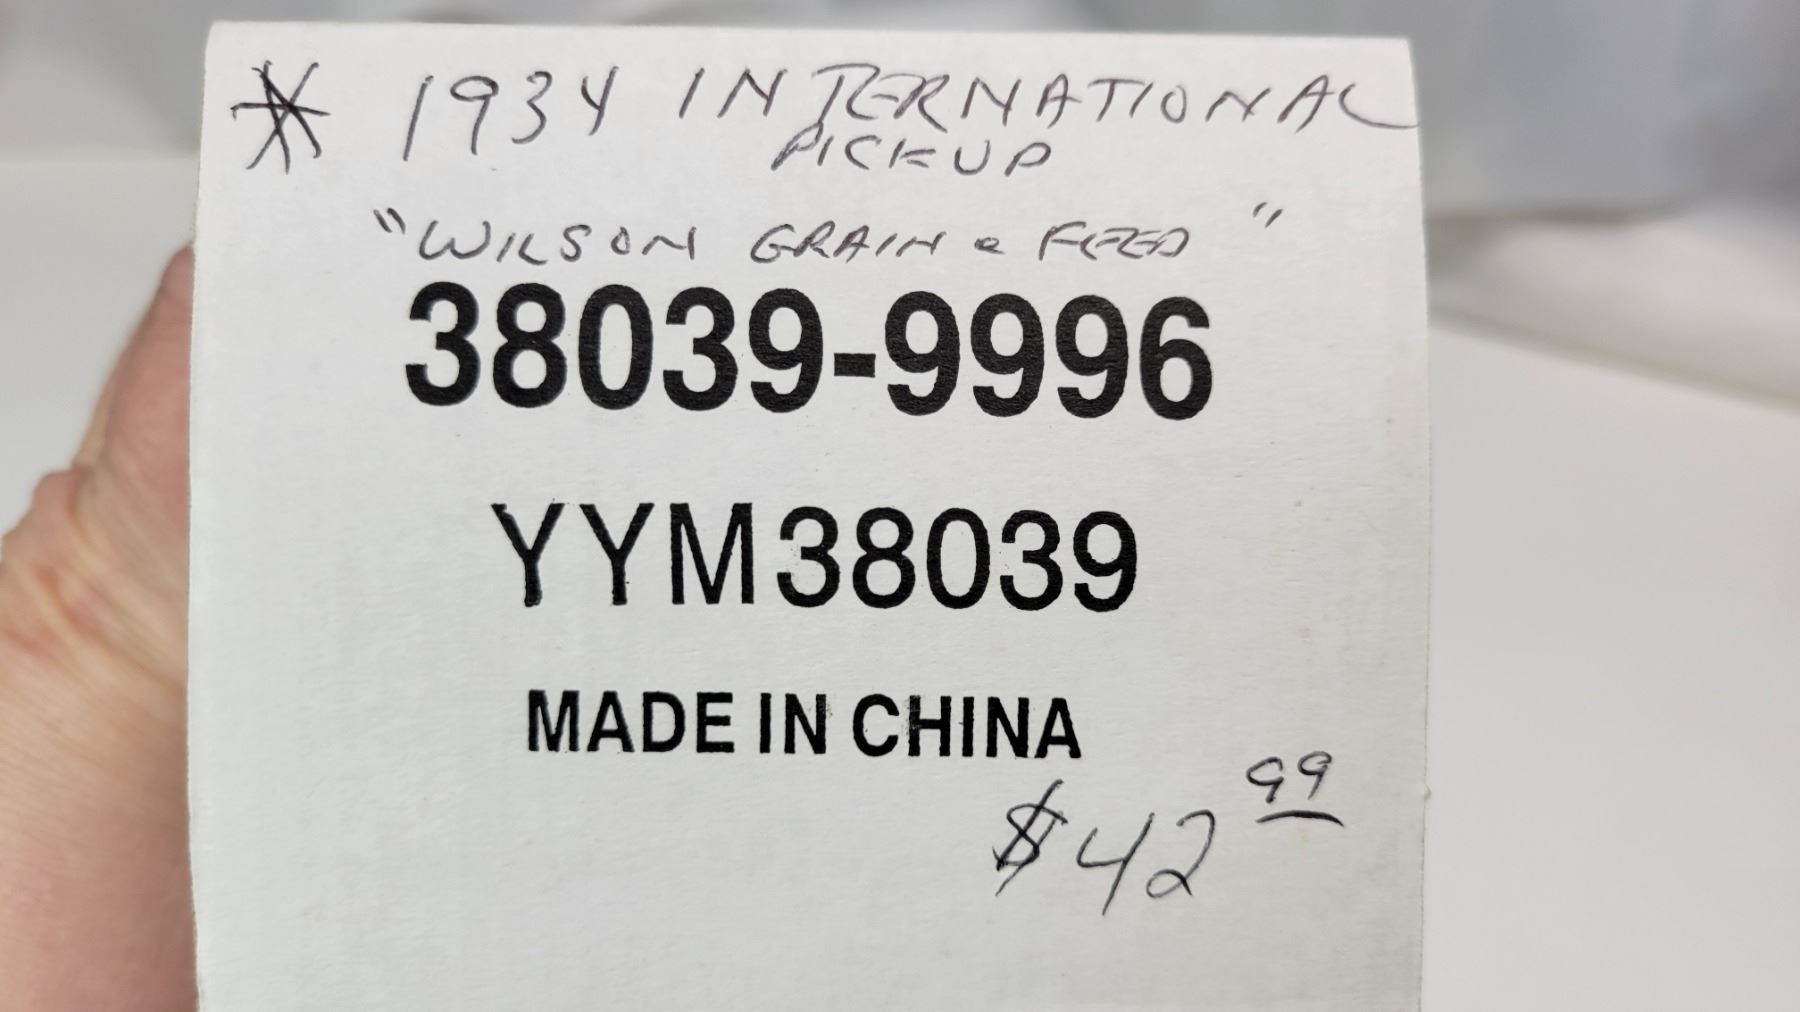 * 1934 INTERNATIONAL
PICKUP
"WILSON GRAIN & FEED"
38039-9996
YYM38039
MADE IN CHINA
$42.99